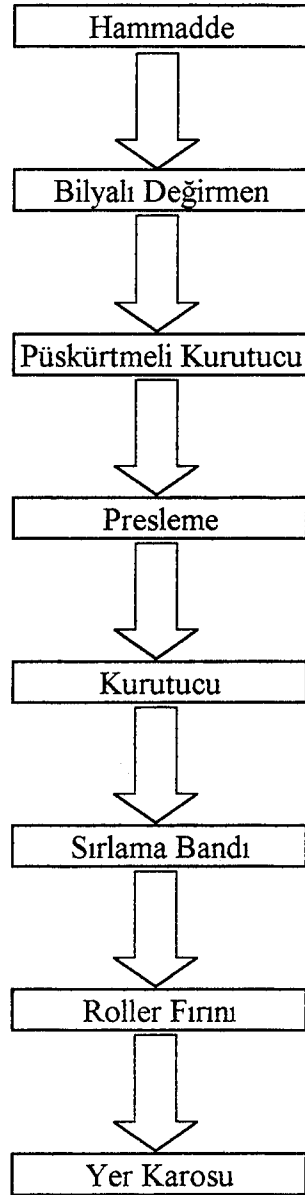 Hammadde
Bilyalı Değirmen
Püskürtmeli Kurutucu
Presleme
Kurutucu
Sırlama Bandı
Roller Fırını
Yer Karosu